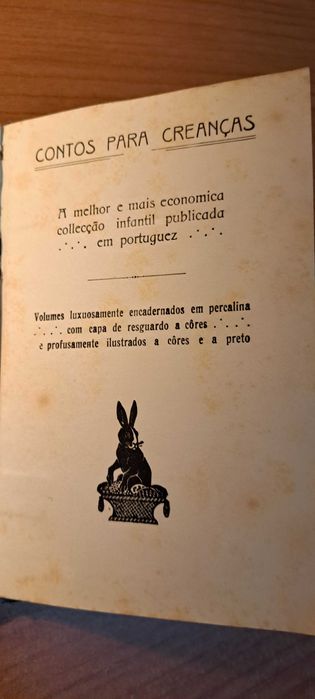 CONTOS PARA CREANÇAS
A melhor e mais economica
collecção infantil publicada
.·.·. em portuguez .·.·.
Volumes luxuosamente encadernados em percalina
.·.·. com capa de resguardo a côres .·.·.
e profusamente ilustrados a côres e a preto